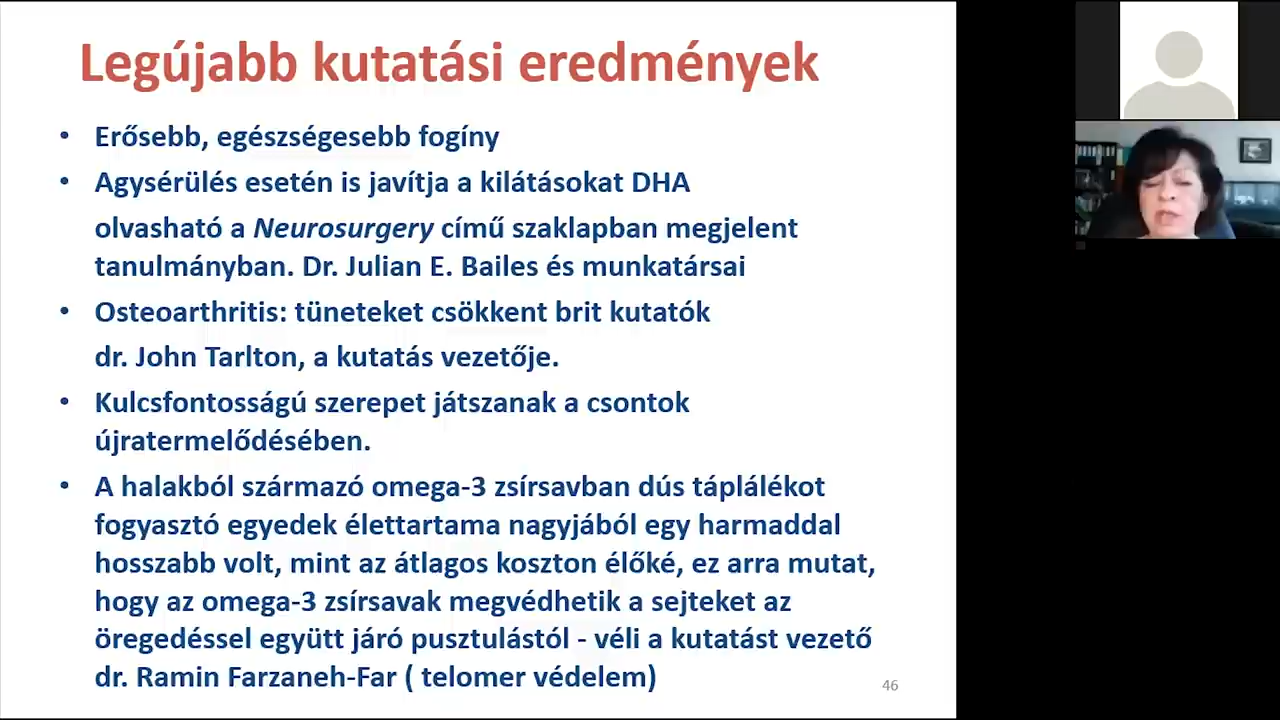 Legújabb kutatási eredmények
• Erősebb, egészségesebb fogíny
• Agysérülés esetén is javítja a kilátásokat DHA
olvasható a Neurosurgery című szaklapban megjelent
tanulmányban. Dr. Julian E. Bailes és munkatársai
• Osteoarthritis: tüneteket csökkent brit kutatók
dr. John Tarlton, a kutatás vezetője.
• Kulcsfontosságú szerepet játszanak a csontok
újratermelődésében.
• A halakból származó omega-3 zsírsavban dús táplálékot
fogyasztó egyedek élettartama nagyjából egy harmaddal
hosszabb volt, mint az átlagos koszton élőké, ez arra mutat,
hogy az omega-3 zsírsavak megvédhetik a sejteket az
öregedéssel együtt járó pusztulástól - véli a kutatást vezető
dr. Ramin Farzaneh-Far ( telomer védelem)
46